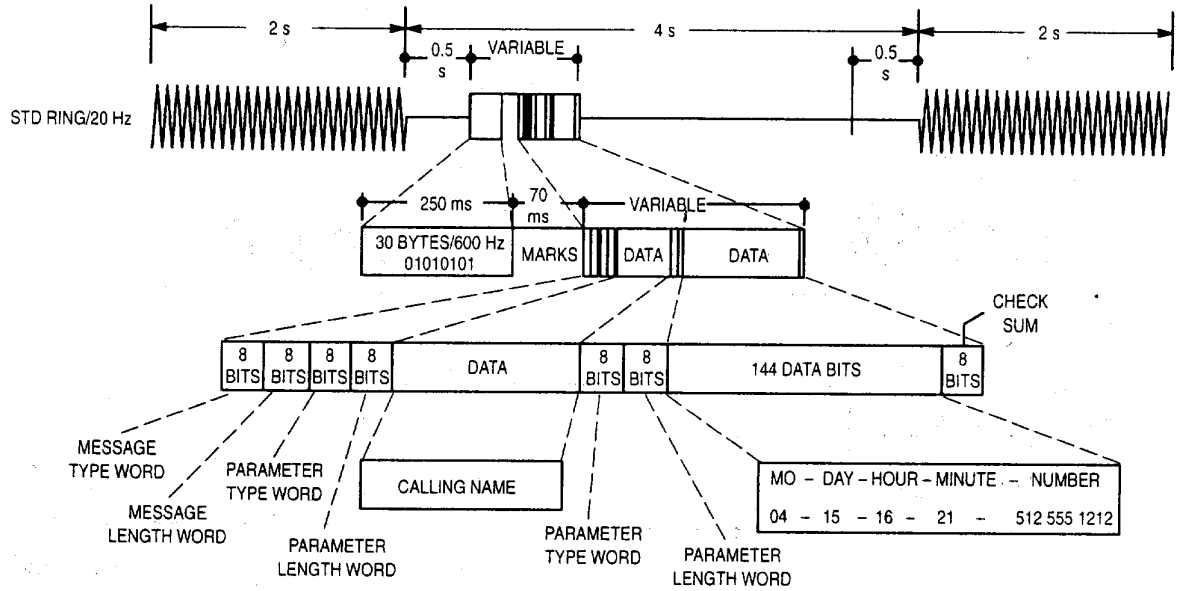 2 s
4 s
2 s
0.5 s
VARIABLE
0.5 s
STD RING/20 Hz
250 ms
70 ms
VARIABLE
30 BYTES/600 Hz
01010101
MARKS
DATA
DATA
CHECK
SUM
8 BITS
8 BITS
8 BITS
8 BITS
DATA
8 BITS
8 BITS
144 DATA BITS
8 BITS
MESSAGE
TYPE WORD
MESSAGE
LENGTH WORD
PARAMETER
TYPE WORD
PARAMETER
LENGTH WORD
CALLING NAME
PARAMETER
TYPE WORD
PARAMETER
LENGTH WORD
MO – DAY – HOUR – MINUTE – NUMBER
04 – 15 – 16 – 21 – 512 555 1212